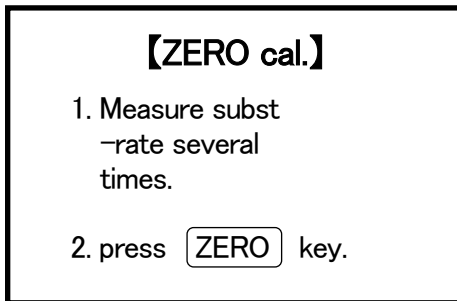 【ZERO cal.】
1. Measure subst
-rate several
times.
2. press ZERO key.